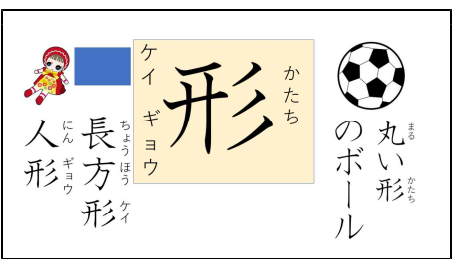 まる かたち
丸い形
のボール
かたち
形
ケイ ギョウ
ちょう ほう ケイ
長方形
にん ギョウ
人形